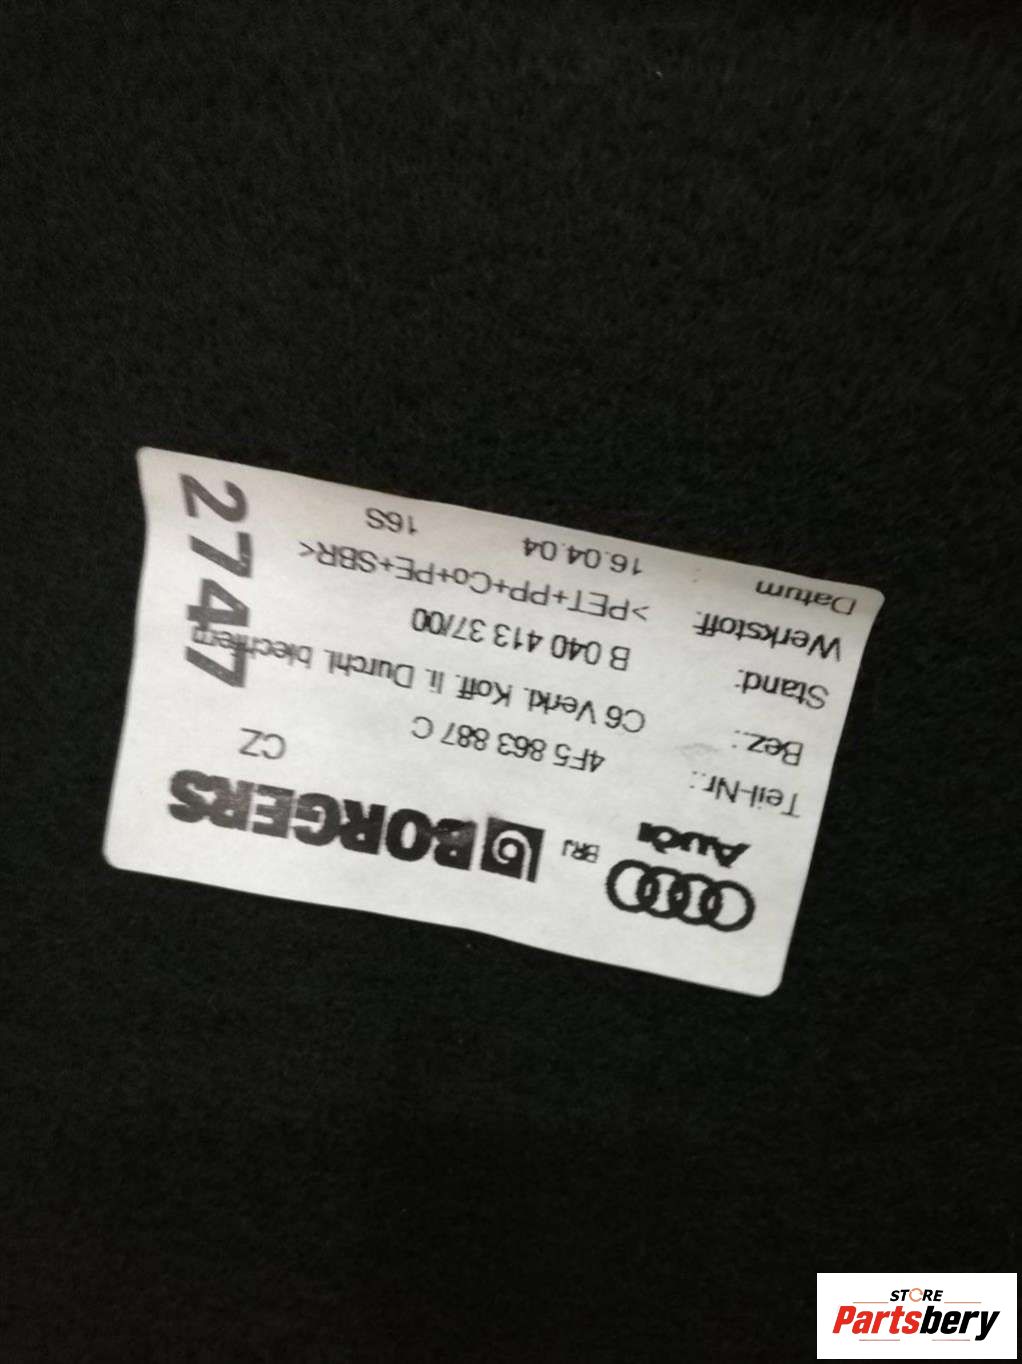 Audi BRJ BORGERS
Teil-Nr.: 4F5 863 887 C CZ
Bez.: C6 Verkl. Koff. li. Durchl. blechfern
Stand: B 040 413 37/00
Werkstoff: >PET+PP+Co+PE+SBR<
Datum 16.04.04 16S
2747
STORE
Partsbery